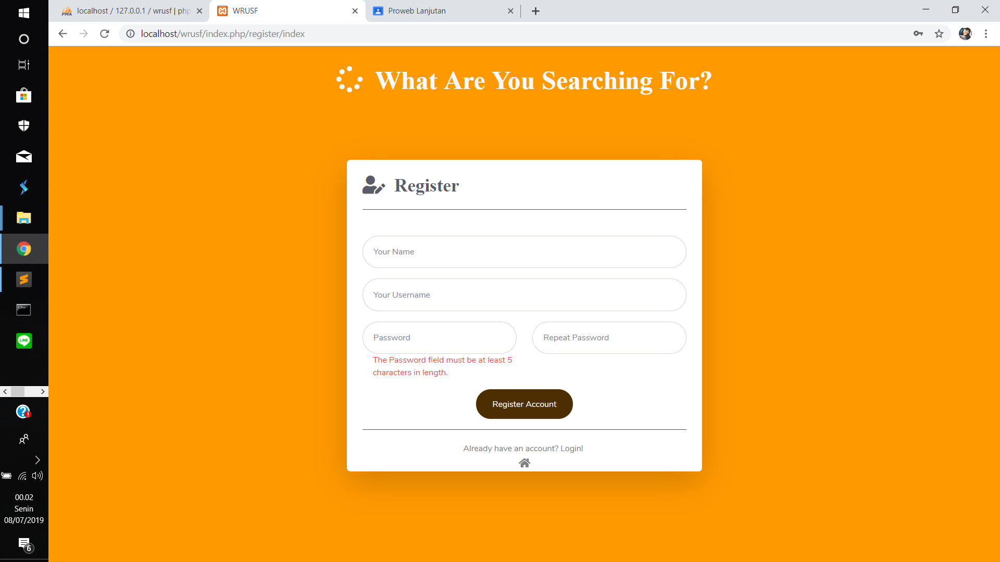 localhost / 127.0.0.1 / wrusf | php
WRUSF
Proweb Lanjutan
localhost/wrusf/index.php/register/index
What Are You Searching For?
Register
Your Name
Your Username
Password
Repeat Password
The Password field must be at least 5
characters in length.
Register Account
Already have an account? Login!
PMA
LINE
00.02
Senin
08/07/2019
6